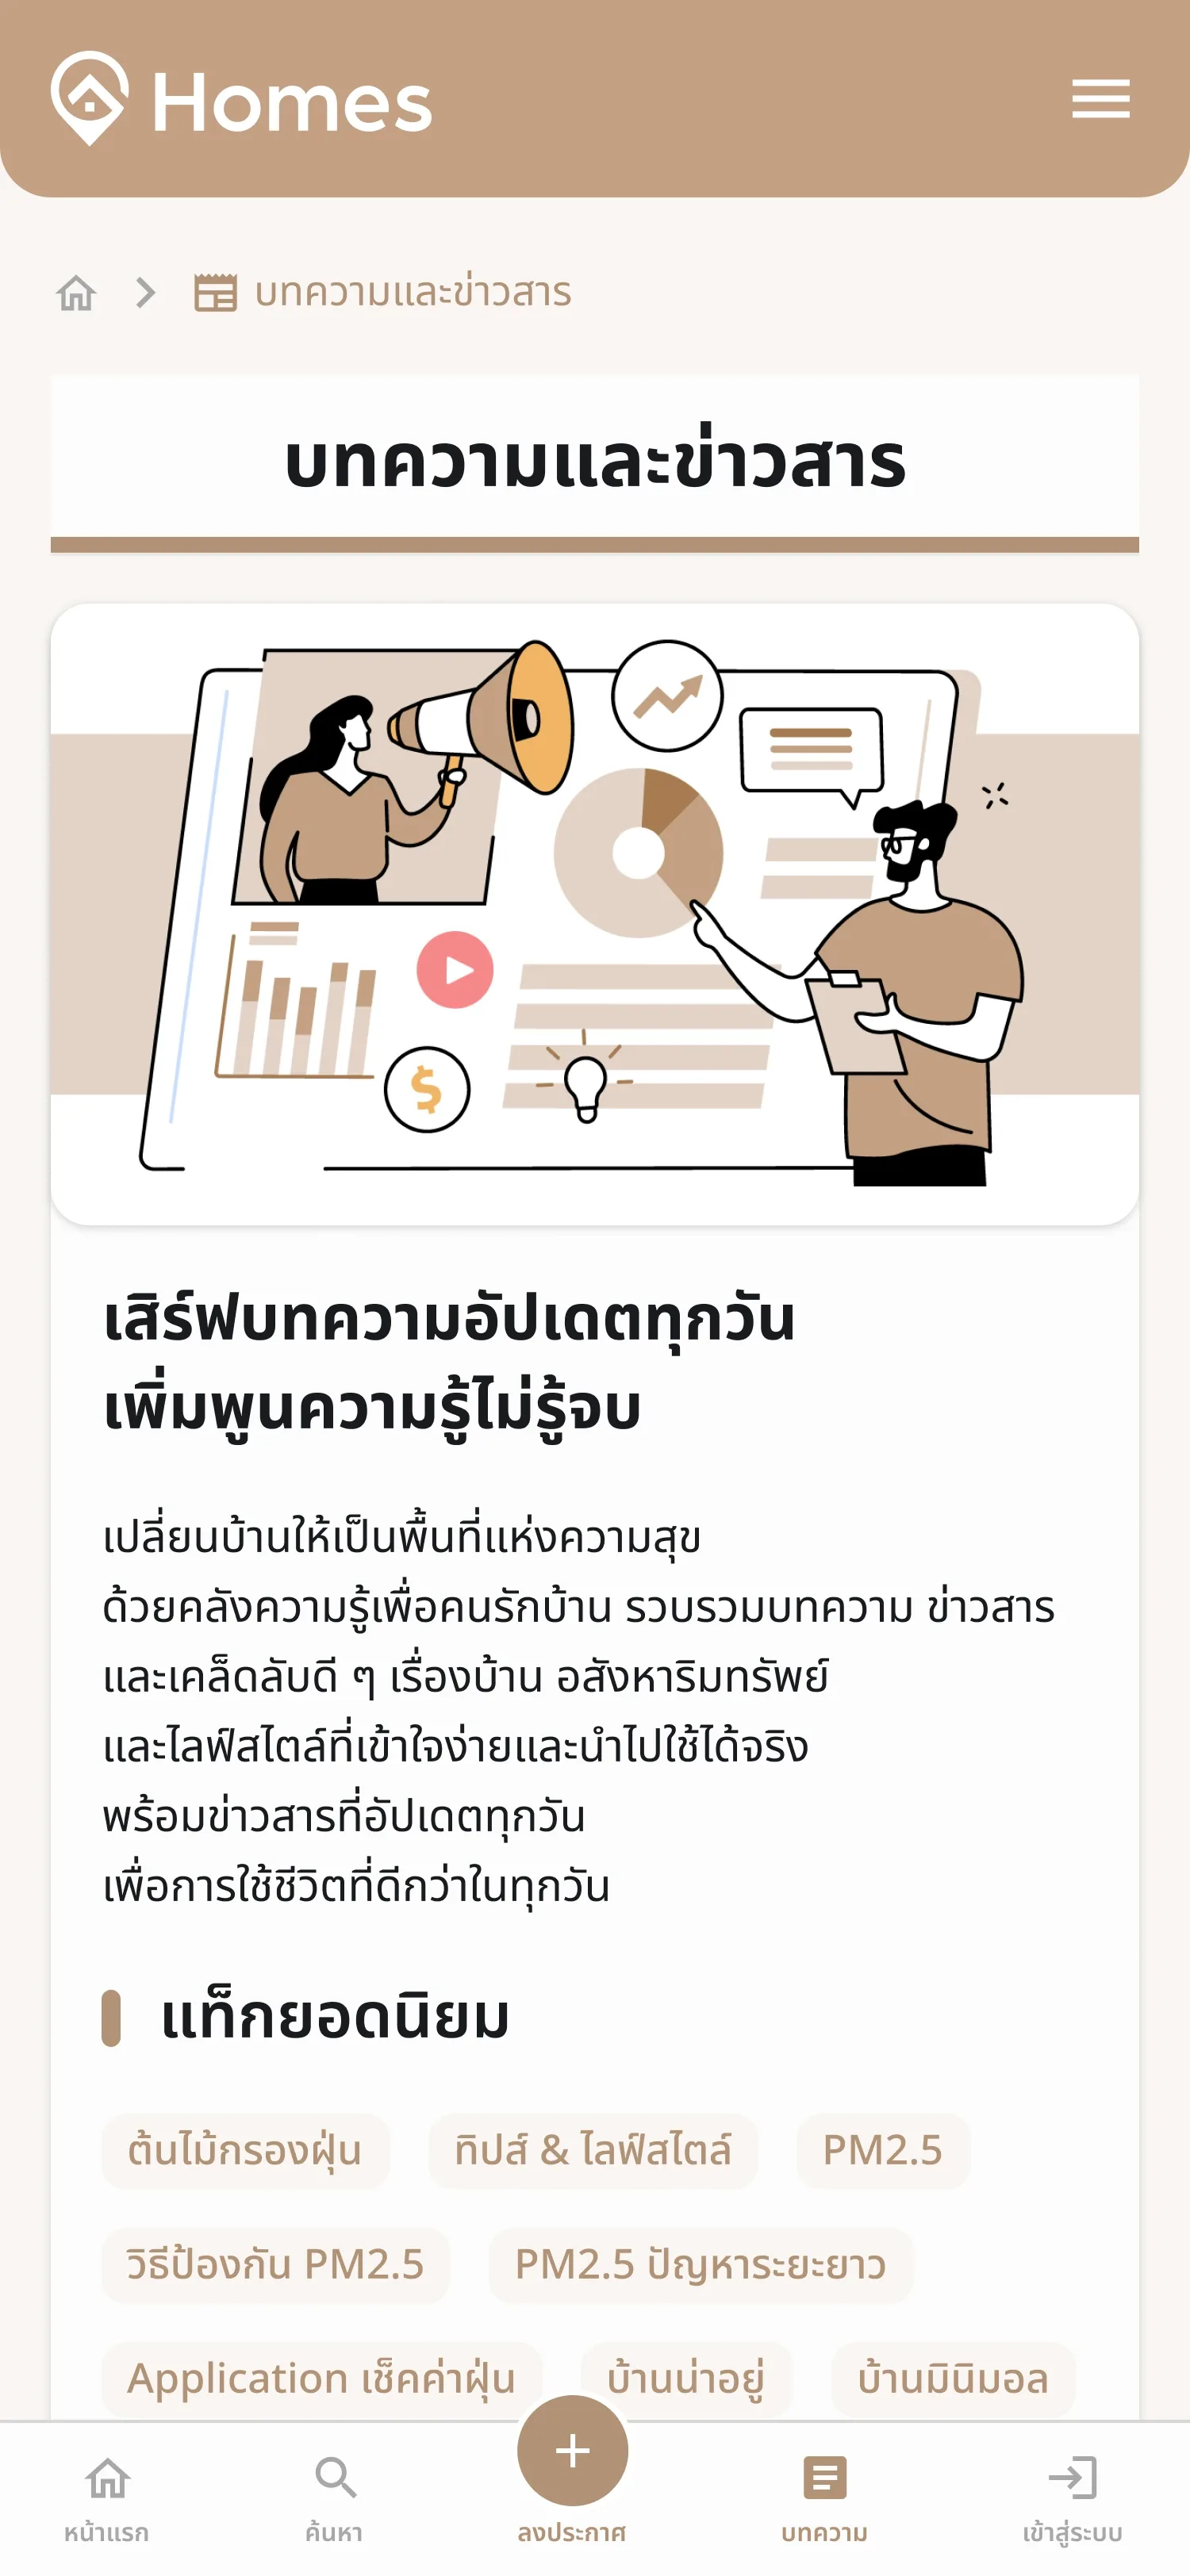 Homes
บทความและข่าวสาร
บทความและข่าวสาร
$
เสิร์ฟบทความอัปเดตทุกวัน
เพิ่มพูนความรู้ไม่รู้จบ
เปลี่ยนบ้านให้เป็นพื้นที่แห่งความสุข
ด้วยคลังความรู้เพื่อคนรักบ้าน รวบรวมบทความ ข่าวสาร
และเคล็ดลับดี ๆ เรื่องบ้าน อสังหาริมทรัพย์
และไลฟ์สไตล์ที่เข้าใจง่ายและนำไปใช้ได้จริง
พร้อมข่าวสารที่อัปเดตทุกวัน
เพื่อการใช้ชีวิตที่ดีกว่าในทุกวัน
แท็กยอดนิยม
ต้นไม้กรองฝุ่น ทิปส์ & ไลฟ์สไตล์ PM2.5
วิธีป้องกัน PM2.5 PM2.5 ปัญหาระยะยาว
Application เช็คค่าฝุ่น บ้านน่าอยู่ บ้านมินิมอล
หน้าแรก ค้นหา ลงประกาศ บทความ เข้าสู่ระบบ